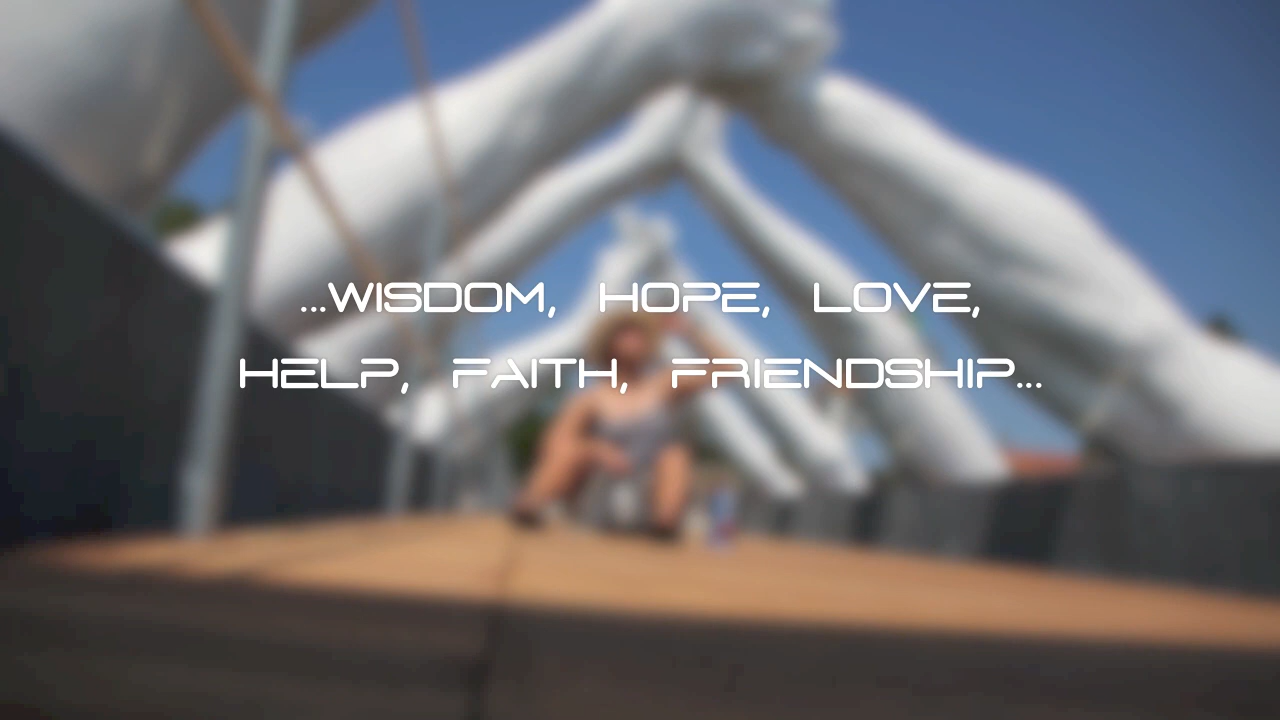 ...WISDOM, HOPE, LOVE,
HELP, FAITH, FRIENDSHIP...